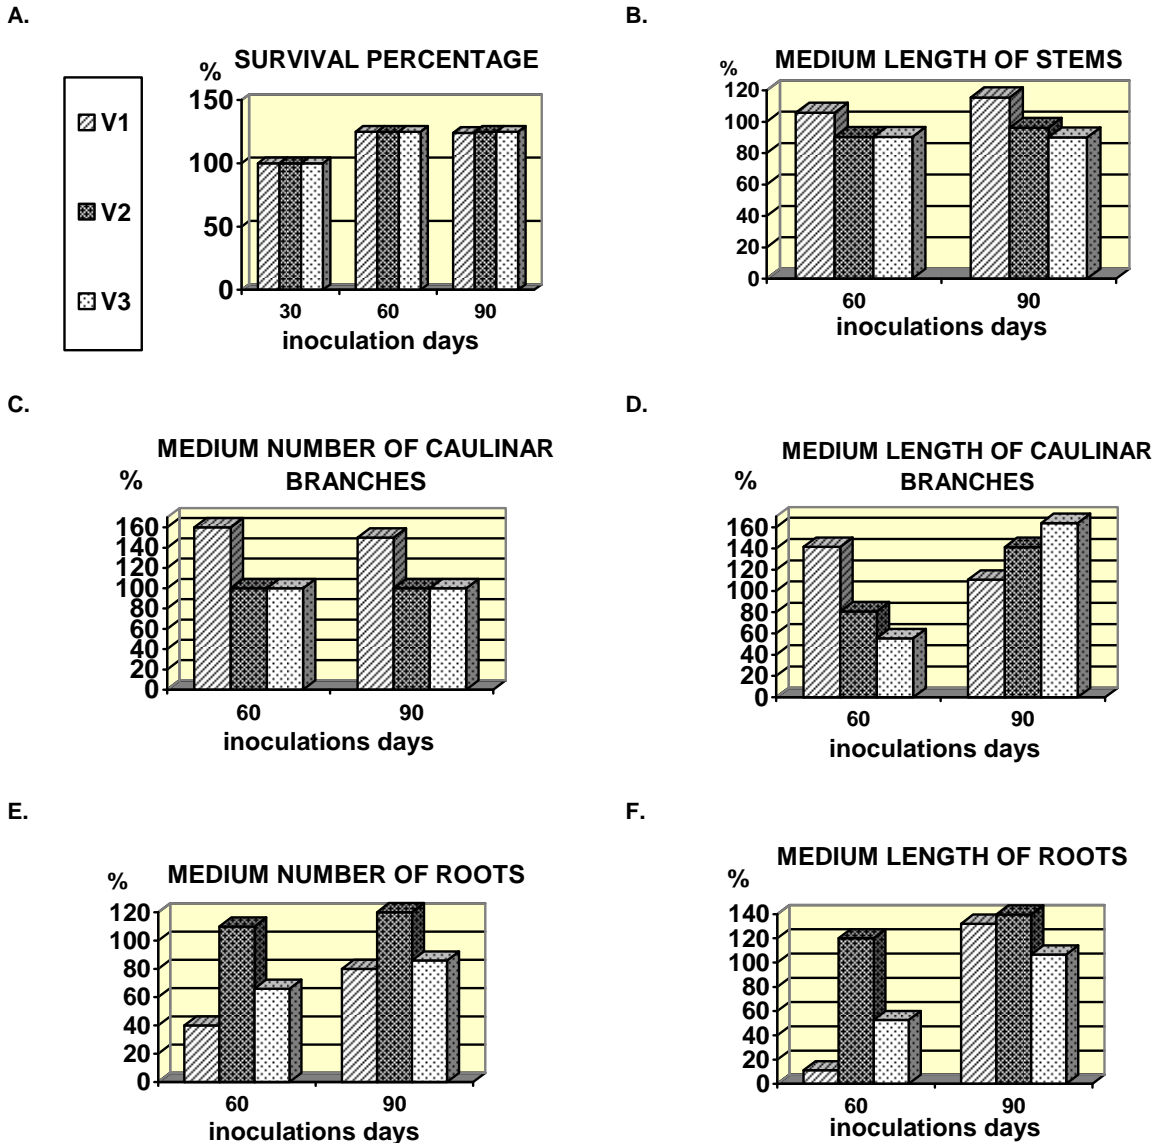 A.
SURVIVAL PERCENTAGE
%
150
100
50
0
30 60 90
inoculation days
V1
V2
V3
B.
MEDIUM LENGTH OF STEMS
%
120
100
80
60
40
20
0
60 90
inoculations days
C.
MEDIUM NUMBER OF CAULINAR
BRANCHES
%
160
140
120
100
80
60
40
20
0
60 90
inoculations days
D.
MEDIUM LENGTH OF CAULINAR
BRANCHES
%
160
140
120
100
80
60
40
20
0
60 90
inoculations days
E.
MEDIUM NUMBER OF ROOTS
%
120
100
80
60
40
20
0
60 90
inoculations days
F.
MEDIUM LENGTH OF ROOTS
%
140
120
100
80
60
40
20
0
60 90
inoculations days